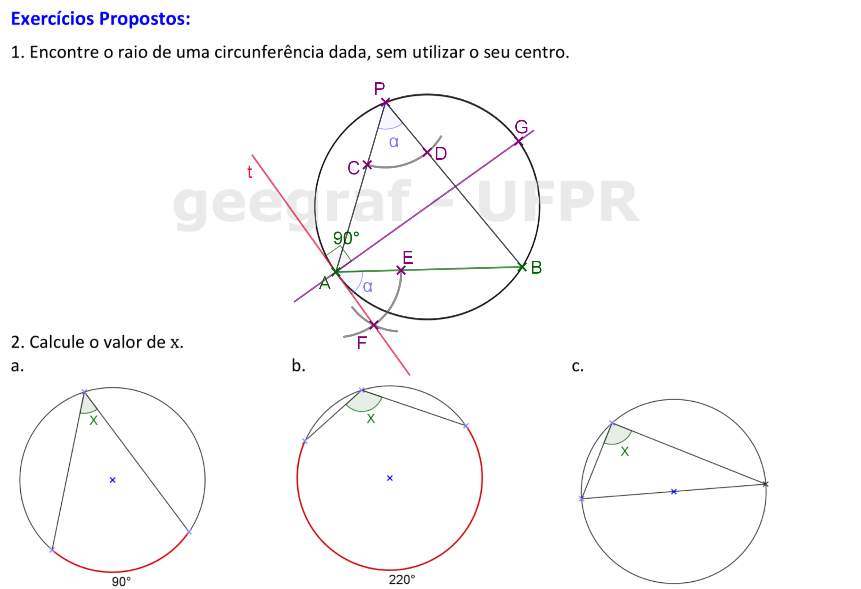 Exercícios Propostos:
1. Encontre o raio de uma circunferência dada, sem utilizar o seu centro.
P
G
α
D
C
t
geegraf - UFPR
90°
E
B
A
α
F
2. Calcule o valor de x.
a.
b.
c.
X
X
X
90°
220°